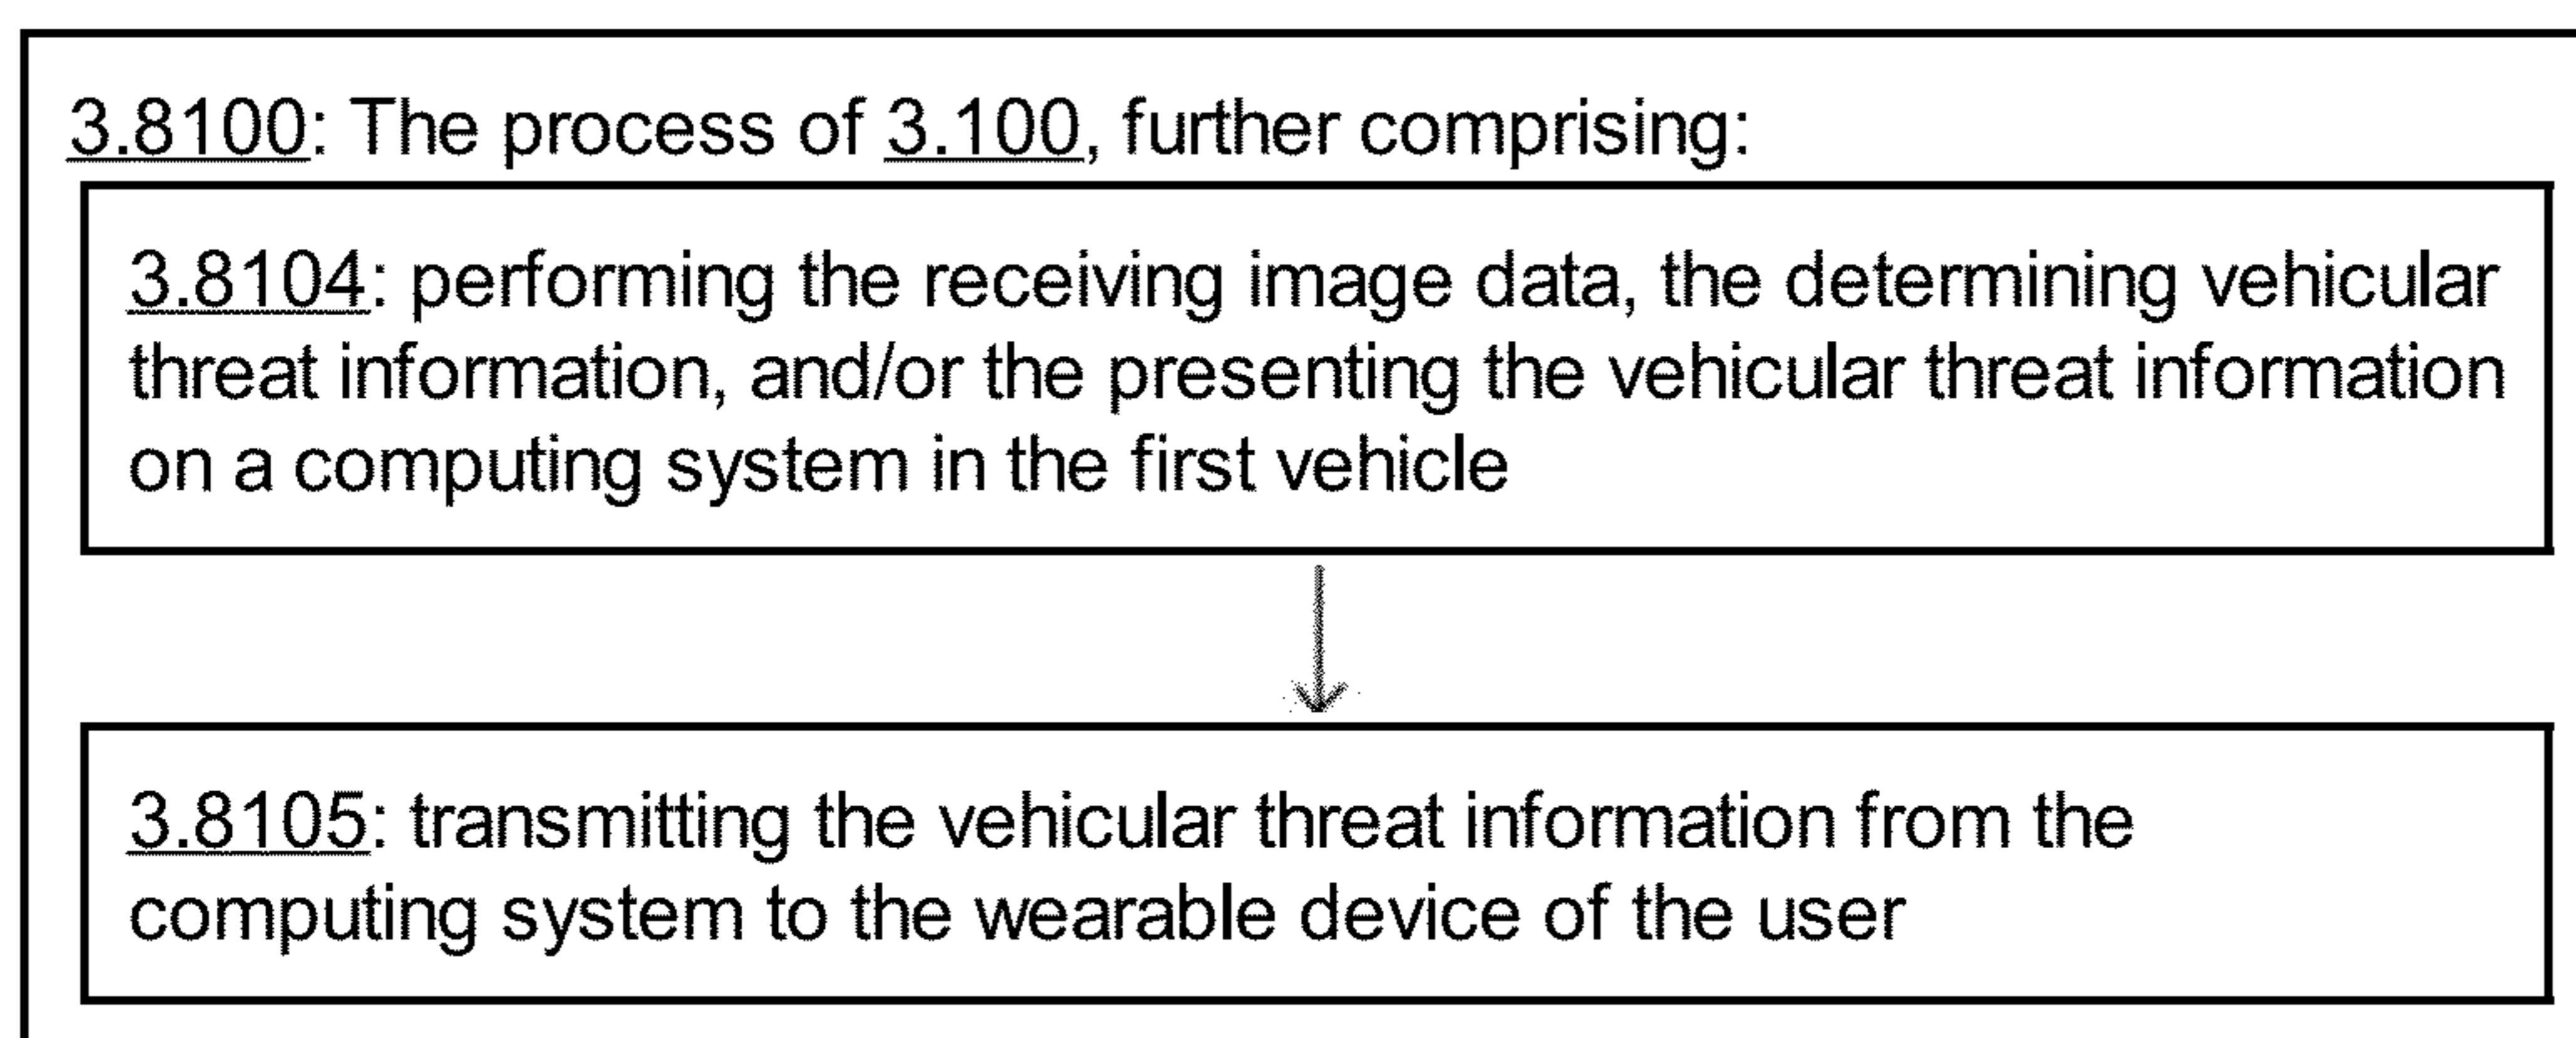 3.8100: The process of 3.100, further comprising:
3.8104: performing the receiving image data, the determining vehicular
threat information, and/or the presenting the vehicular threat information
on a computing system in the first vehicle
3.8105: transmitting the vehicular threat information from the
computing system to the wearable device of the user